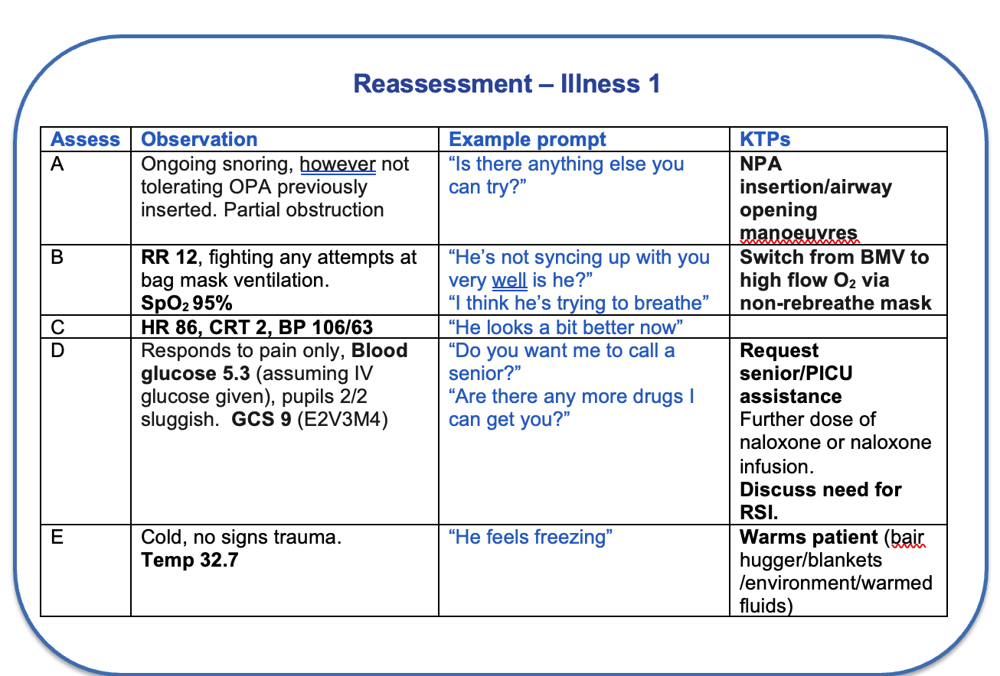 Reassessment – Illness 1
Assess
Observation
Example prompt
KTPs
A
Ongoing snoring, however not
tolerating OPA previously
inserted. Partial obstruction
“Is there anything else you
can try?”
NPA
insertion/airway
opening
manoeuvres
B
RR 12, fighting any attempts at
bag mask ventilation.
SpO₂ 95%
“He’s not syncing up with you
very well is he?”
“I think he’s trying to breathe”
Switch from BMV to
high flow O₂ via
non-rebreathe mask
C
HR 86, CRT 2, BP 106/63
“He looks a bit better now”
D
Responds to pain only, Blood
glucose 5.3 (assuming IV
glucose given), pupils 2/2
sluggish.  GCS 9 (E2V3M4)
“Do you want me to call a
senior?”
“Are there any more drugs I
can get you?”
Request
senior/PICU
assistance
Further dose of
naloxone or naloxone
infusion.
Discuss need for
RSI.
E
Cold, no signs trauma.
Temp 32.7
“He feels freezing”
Warms patient (bair
hugger/blankets
/environment/warmed
fluids)